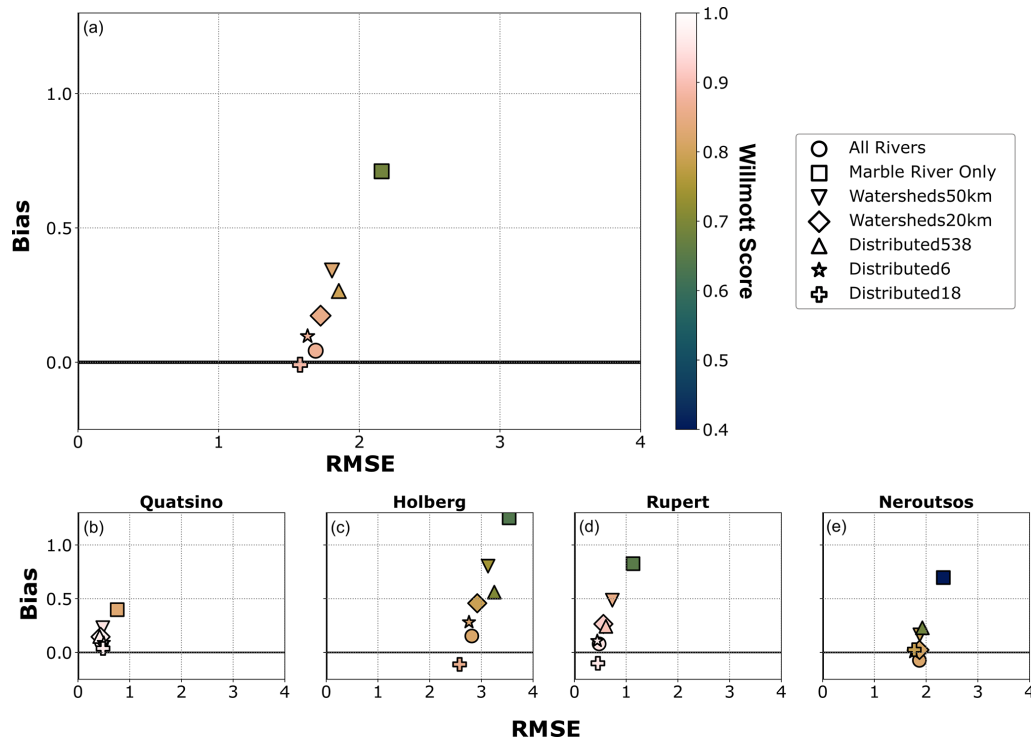 (a)
1.0
0.5
0.0
Bias
0
1
2
3
4
RMSE
1.0
0.9
0.8
0.7
0.6
0.5
0.4
Willmott Score
All Rivers
Marble River Only
Watersheds50km
Watersheds20km
Distributed538
Distributed6
Distributed18
Quatsino
Holberg
Rupert
Neroutsos
(b)
(c)
(d)
(e)
1.0
0.5
0.0
Bias
0 1 2 3 4
0 1 2 3 4
0 1 2 3 4
0 1 2 3 4
RMSE